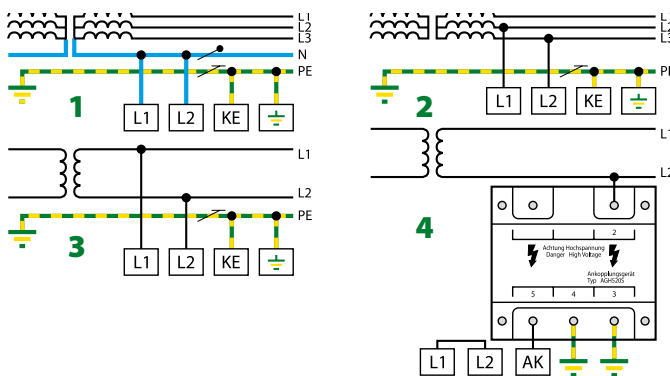 L1
L2
L3
N
PE
1
L1
L2
KE
L1
L2
L3
PE
2
L1
L2
KE
L1
L2
PE
3
L1
L2
KE
L1
L2
4
2
Achtung Hochspannung
Danger High Voltage
Ankopplungsgerät
Typ AGH520S
5
4
3
L1
L2
AK